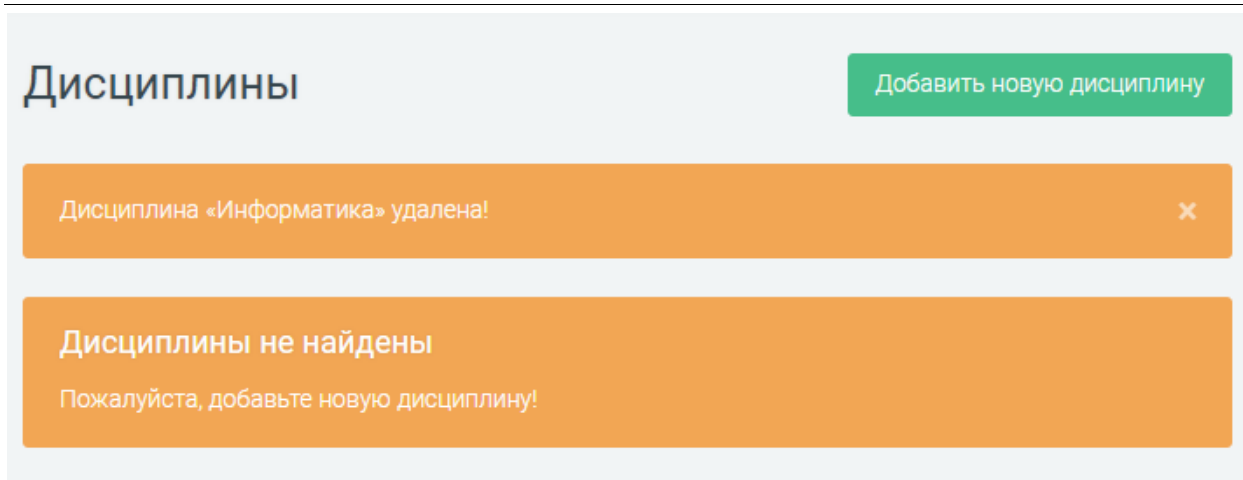 Дисциплины
Добавить новую дисциплину
Дисциплина «Информатика» удалена!
Дисциплины не найдены
Пожалуйста, добавьте новую дисциплину!